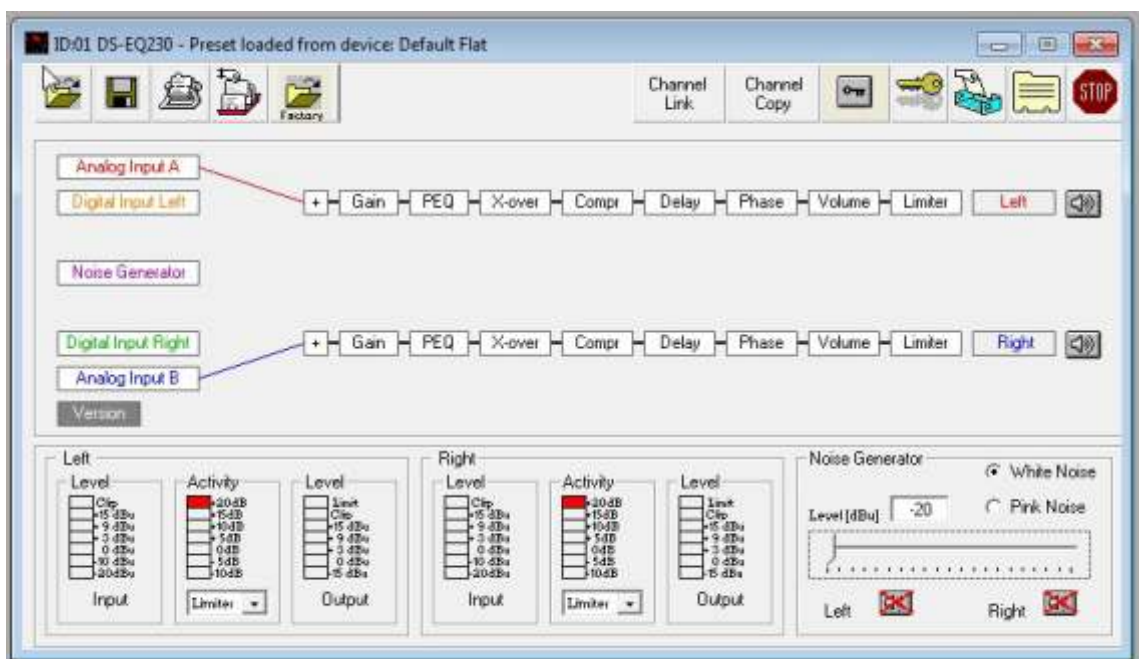 ID:01 DS-EQ230 - Preset loaded from device: Default Flat
Factory
Channel Link
Channel Copy
STOP
Analog Input A
Digital Input Left
+ Gain PEQ X-over Compr Delay Phase Volume Limiter Left
Noise Generator
Digital Input Right
+ Gain PEQ X-over Compr Delay Phase Volume Limiter Right
Analog Input B
Version
Left
Level
Clip
+15 dBu
+ 9 dBu
+ 3 dBu
0 dBu
-10 dBu
-20dBu
Input
Activity
+20dB
+15dB
+10dB
+ 5dB
0dB
- 5dB
-10dB
Limiter
Level
Limit
Clip
+15 dBu
+ 9 dBu
+ 3 dBu
0 dBu
-15 dBu
Output
Right
Level
Clip
+15 dBu
+ 9 dBu
+ 3 dBu
0 dBu
-10 dBu
-20dBu
Input
Activity
+20dB
+15dB
+10dB
+ 5dB
0dB
- 5dB
-10dB
Limiter
Level
Limit
Clip
+15 dBu
+ 9 dBu
+ 3 dBu
0 dBu
-15 dBu
Output
Noise Generator
White Noise
Level [dBu] -20
Pink Noise
Left
Right